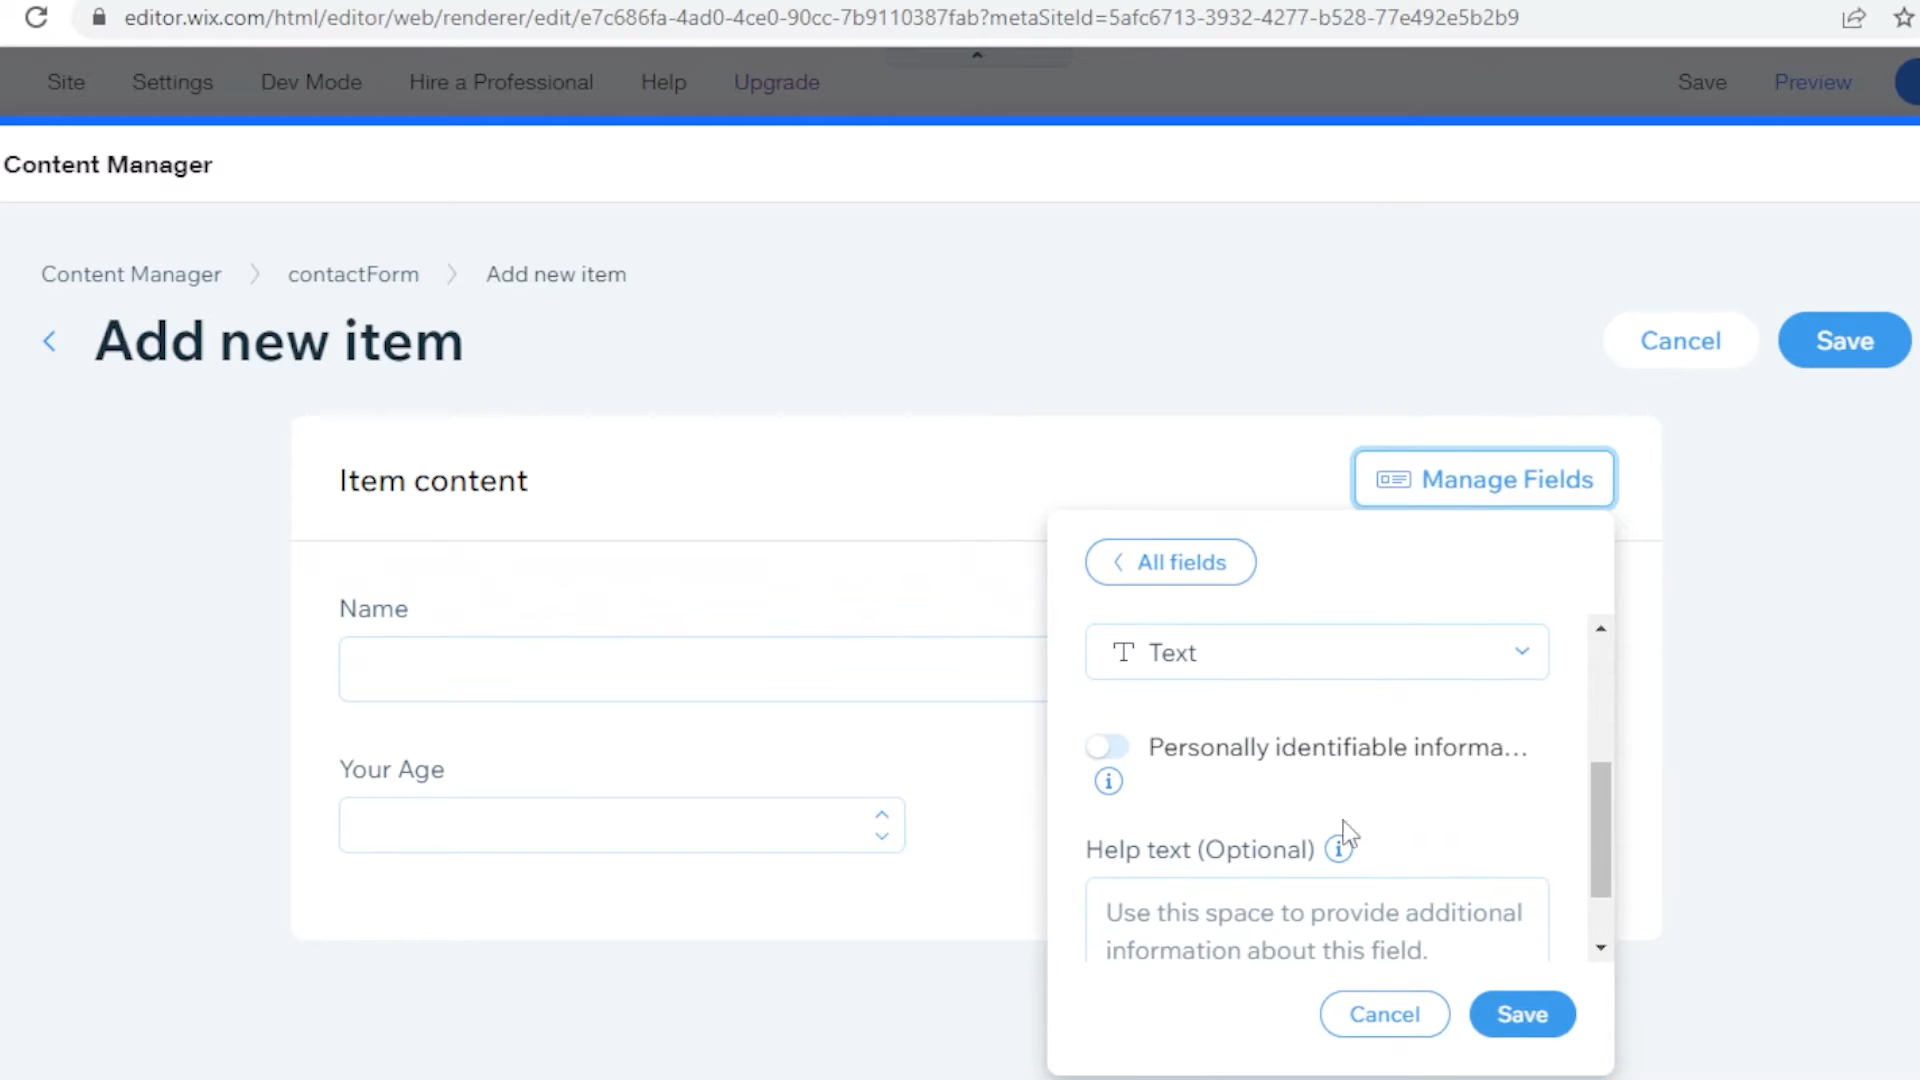 editor.wix.com/html/editor/web/renderer/edit/e7c686fa-4ad0-4ce0-90cc-7b9110387fab?metaSiteId=5afc6713-3932-4277-b528-77e492e5b2b9
Site Settings Dev Mode Hire a Professional Help Upgrade Save Preview
Content Manager
Content Manager contactForm Add new item
Add new item
Cancel Save
Item content
Manage Fields
All fields
Name
Text
Personally identifiable informa...
Your Age
Help text (Optional)
Use this space to provide additional
information about this field.
Cancel Save